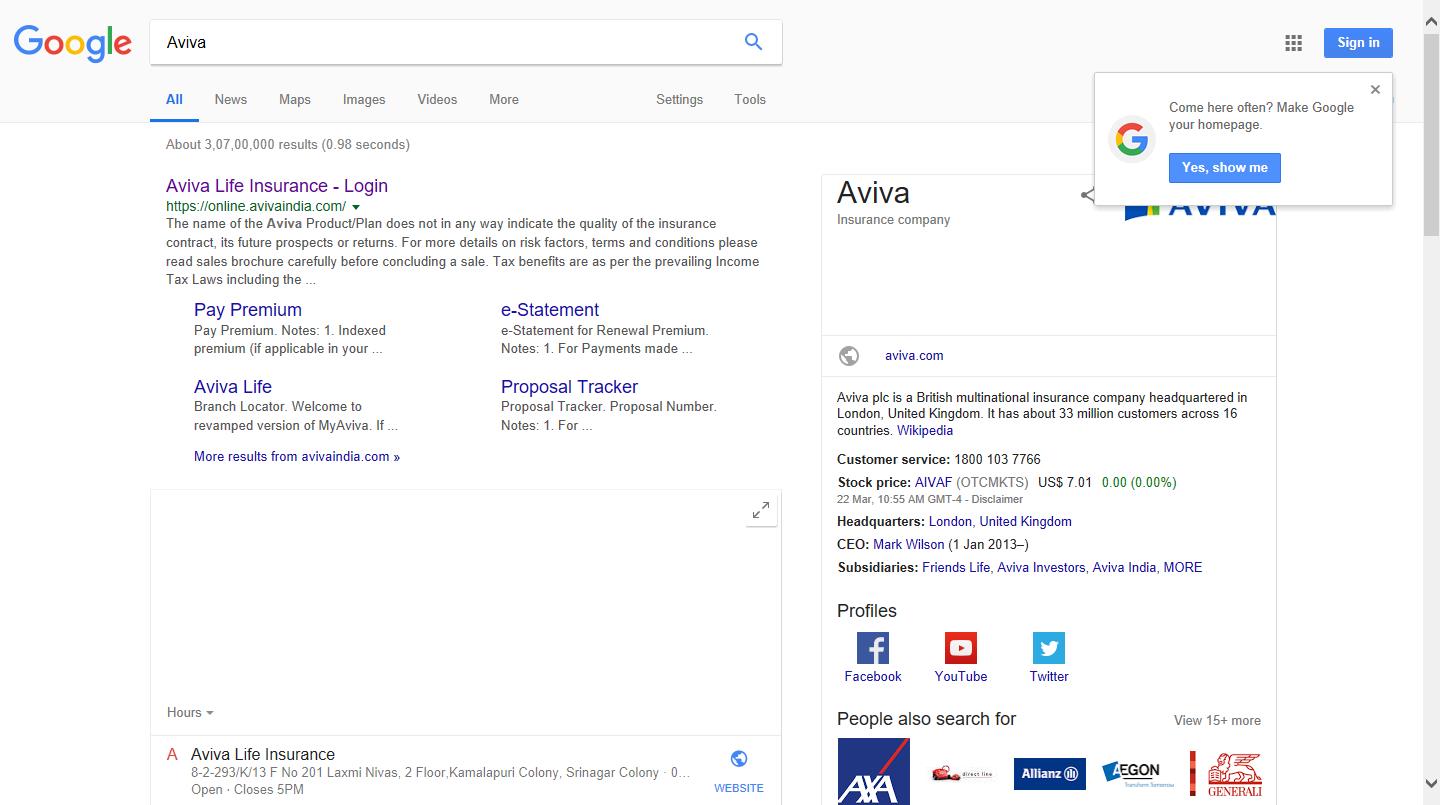 Google
Aviva
Sign in
All News Maps Images Videos More Settings Tools
Come here often? Make Google
your homepage.
Yes, show me
About 3,07,00,000 results (0.98 seconds)
Aviva Life Insurance - Login
https://online.avivaindia.com/
The name of the Aviva Product/Plan does not in any way indicate the quality of the insurance
contract, its future prospects or returns. For more details on risk factors, terms and conditions please
read sales brochure carefully before concluding a sale. Tax benefits are as per the prevailing Income
Tax Laws including the ...
Pay Premium
Pay Premium. Notes: 1. Indexed
premium (if applicable in your ...
e-Statement
e-Statement for Renewal Premium.
Notes: 1. For Payments made ...
Aviva Life
Branch Locator. Welcome to
revamped version of MyAviva. If ...
Proposal Tracker
Proposal Tracker. Proposal Number.
Notes: 1. For ...
More results from avivaindia.com »
Hours
A Aviva Life Insurance
8-2-293/K/13 F No 201 Laxmi Nivas, 2 Floor,Kamalapuri Colony, Srinagar Colony · 0...
Open · Closes 5PM
WEBSITE
Aviva
Insurance company
AVIVA
aviva.com
Aviva plc is a British multinational insurance company headquartered in
London, United Kingdom. It has about 33 million customers across 16
countries. Wikipedia
Customer service: 1800 103 7766
Stock price: AIVAF (OTCMKTS) US$ 7.01 0.00 (0.00%)
22 Mar, 10:55 AM GMT-4 - Disclaimer
Headquarters: London, United Kingdom
CEO: Mark Wilson (1 Jan 2013–)
Subsidiaries: Friends Life, Aviva Investors, Aviva India, MORE
Profiles
Facebook YouTube Twitter
People also search for View 15+ more
AXA direct line Allianz AEGON GENERALI
Transform Tomorrow